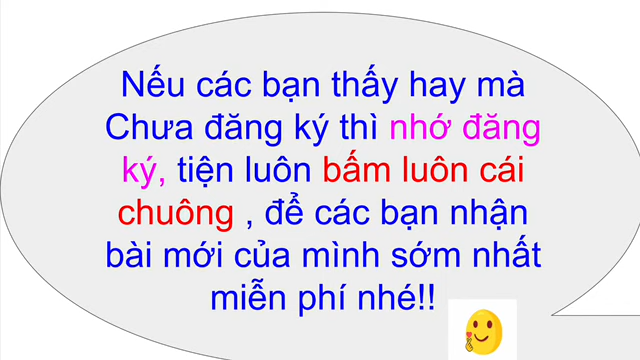 Nếu các bạn thấy hay mà
Chưa đăng ký thì nhớ đăng
ký, tiện luôn bấm luôn cái
chuông , để các bạn nhận
bài mới của mình sớm nhất
miễn phí nhé!!